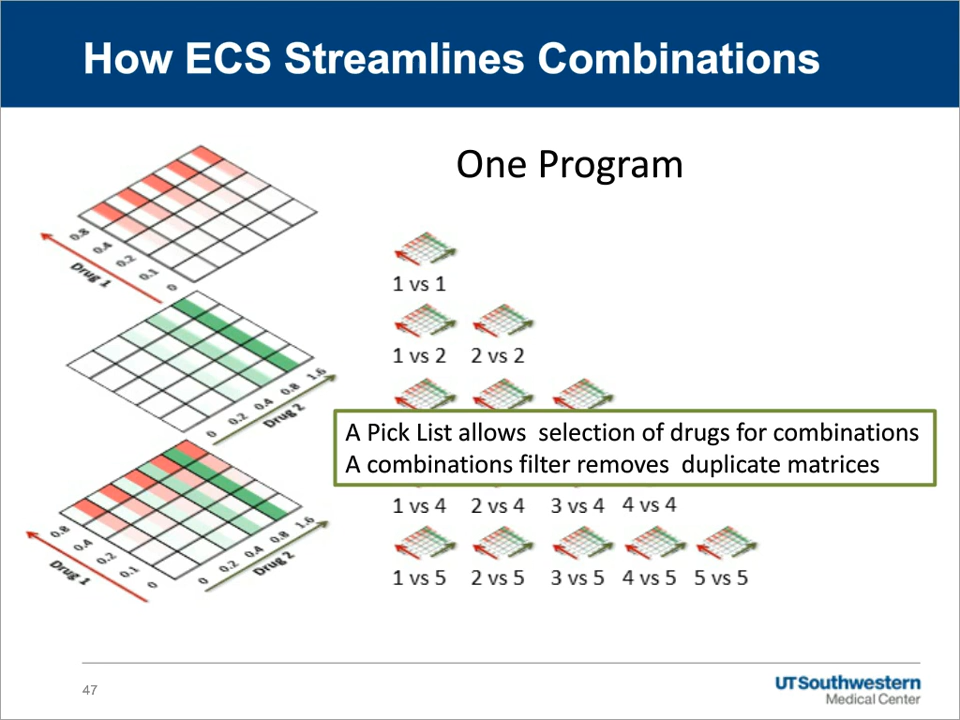 How ECS Streamlines Combinations
One Program
0.8
0.4
0.2
0.1
0
Drug 1
0
0.2
0.4
0.8
1.6
Drug 2
0.8
0.4
0.2
0.1
0
Drug 1
0
0.2
0.4
0.8
1.6
Drug 2
1 vs 1
1 vs 2 2 vs 2
A Pick List allows selection of drugs for combinations
A combinations filter removes duplicate matrices
1 vs 4 2 vs 4 3 vs 4 4 vs 4
1 vs 5 2 vs 5 3 vs 5 4 vs 5 5 vs 5
47
UTSouthwestern
Medical Center